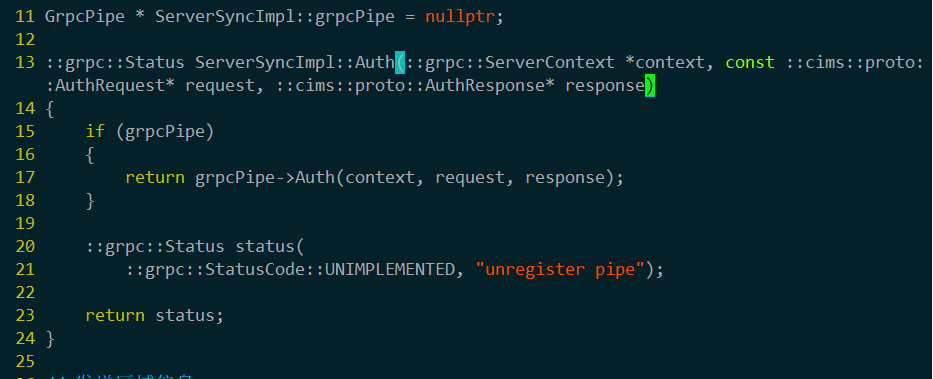 11 GrpcPipe * ServerSyncImpl::grpcPipe = nullptr;
12
13 ::grpc::Status ServerSyncImpl::Auth(::grpc::ServerContext *context, const ::cims::proto:
:AuthRequest* request, ::cims::proto::AuthResponse* response)
14 {
15     if (grpcPipe)
16     {
17         return grpcPipe->Auth(context, request, response);
18     }
19
20     ::grpc::Status status(
21         ::grpc::StatusCode::UNIMPLEMENTED, "unregister pipe");
22
23     return status;
24 }
25